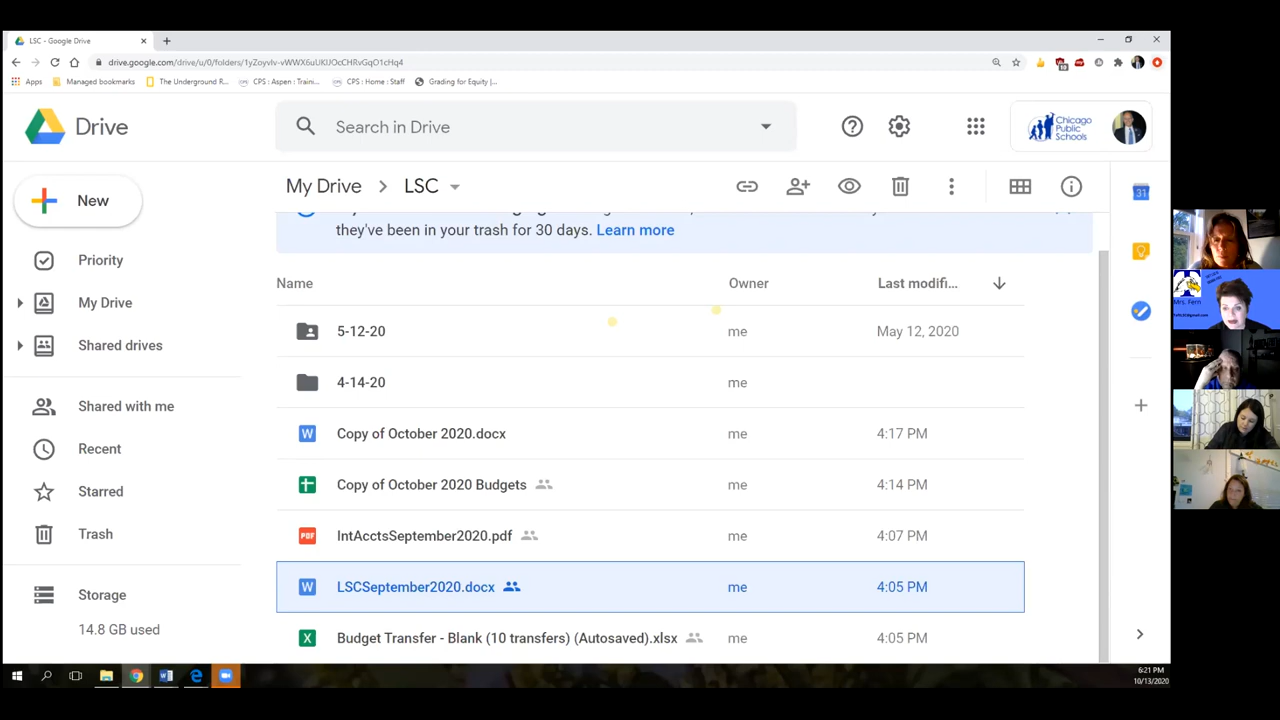 LSC - Google Drive
drive.google.com/drive/u/0/folders/1yZoyvIv-vWWX6uUKlJOcCHRvGqO1cHq4
Apps
Managed bookmarks
The Underground R...
CPS : Aspen : Traini...
CPS : Home : Staff
Grading for Equity |...
Drive
Search in Drive
Chicago
Public
Schools
New
My Drive
LSC
31
they've been in your trash for 30 days. Learn more
Priority
My Drive
Shared drives
Shared with me
Recent
Starred
Trash
Storage
14.8 GB used
Name
Owner
Last modifi...
5-12-20
me
May 12, 2020
4-14-20
me
W
Copy of October 2020.docx
me
4:17 PM
Copy of October 2020 Budgets
me
4:14 PM
PDF
IntAcctsSeptember2020.pdf
me
4:07 PM
W
LSCSeptember2020.docx
me
4:05 PM
X
Budget Transfer - Blank (10 transfers) (Autosaved).xlsx
me
4:05 PM
Mrs. Fern
6:21 PM
10/13/2020